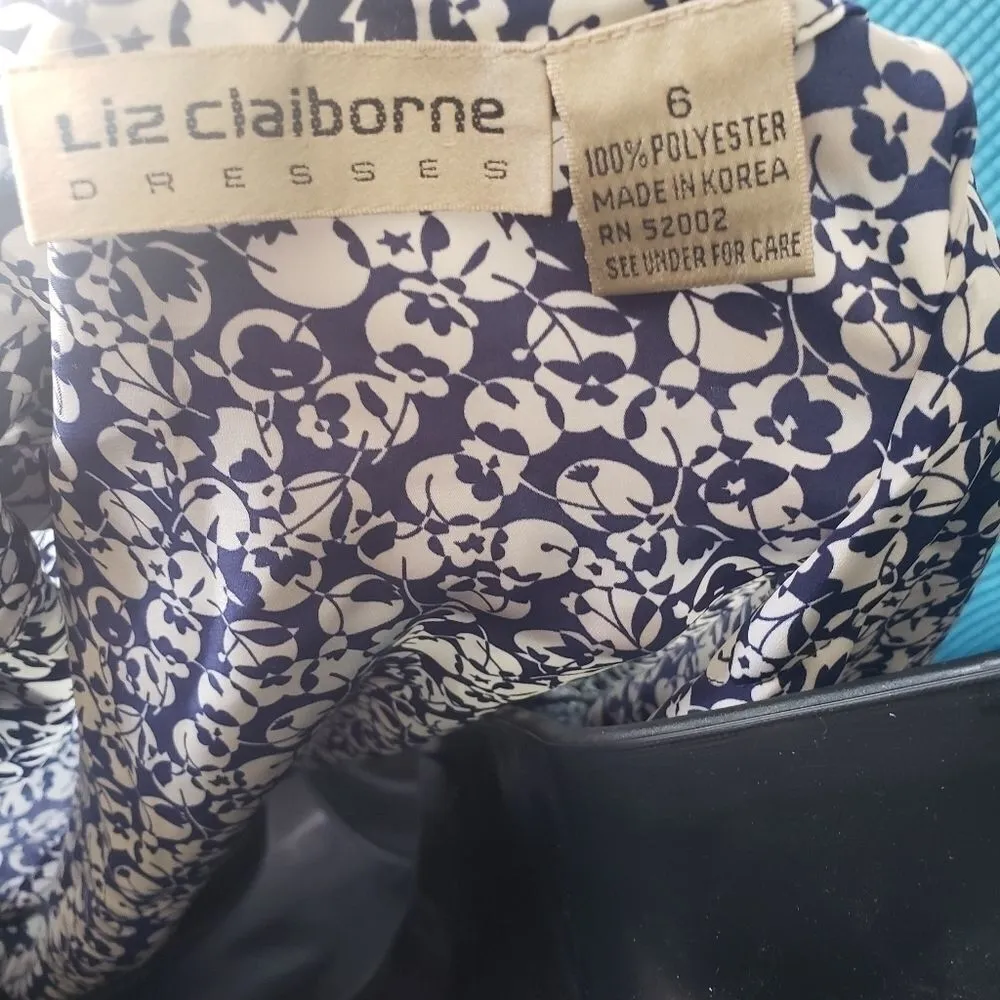 Liz claiborne
DRESSES
6
100% POLYESTER
MADE IN KOREA
RN 52002
SEE UNDER FOR CARE